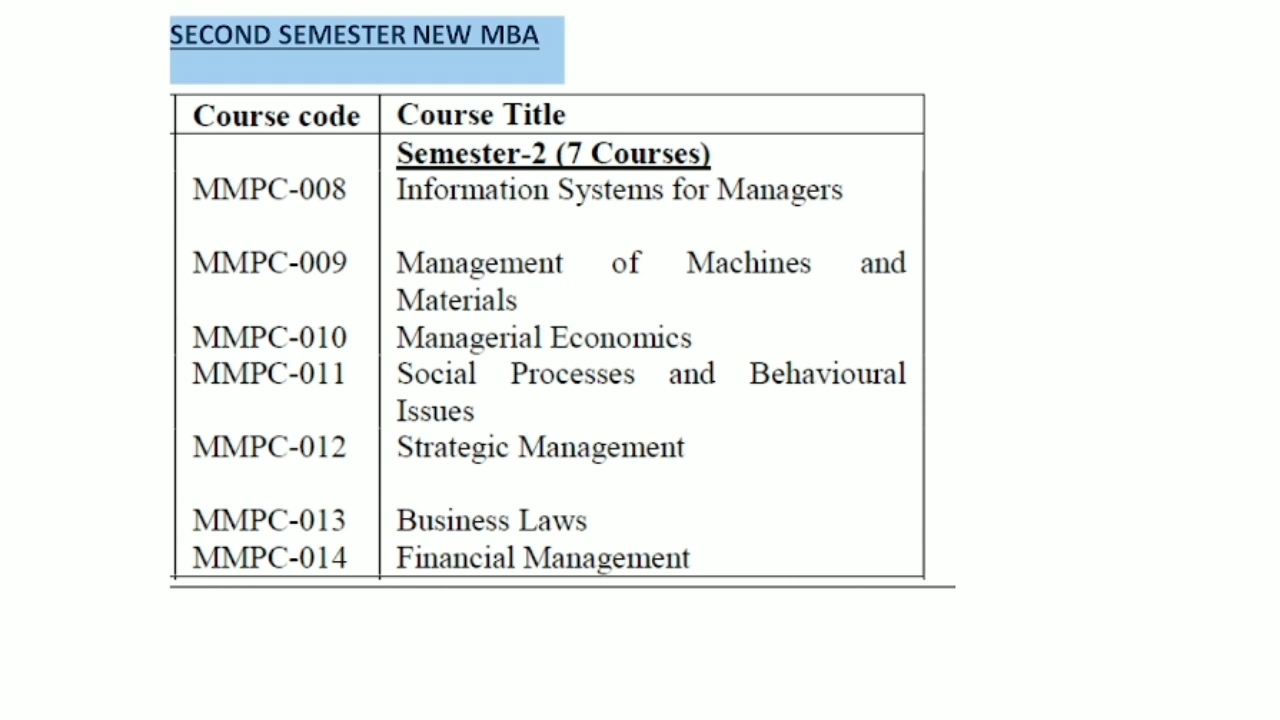 SECOND SEMESTER NEW MBA
Course code Course Title
Semester-2 (7 Courses)
MMPC-008 Information Systems for Managers
MMPC-009 Management of Machines and
Materials
MMPC-010 Managerial Economics
MMPC-011 Social Processes and Behavioural
Issues
MMPC-012 Strategic Management
MMPC-013 Business Laws
MMPC-014 Financial Management